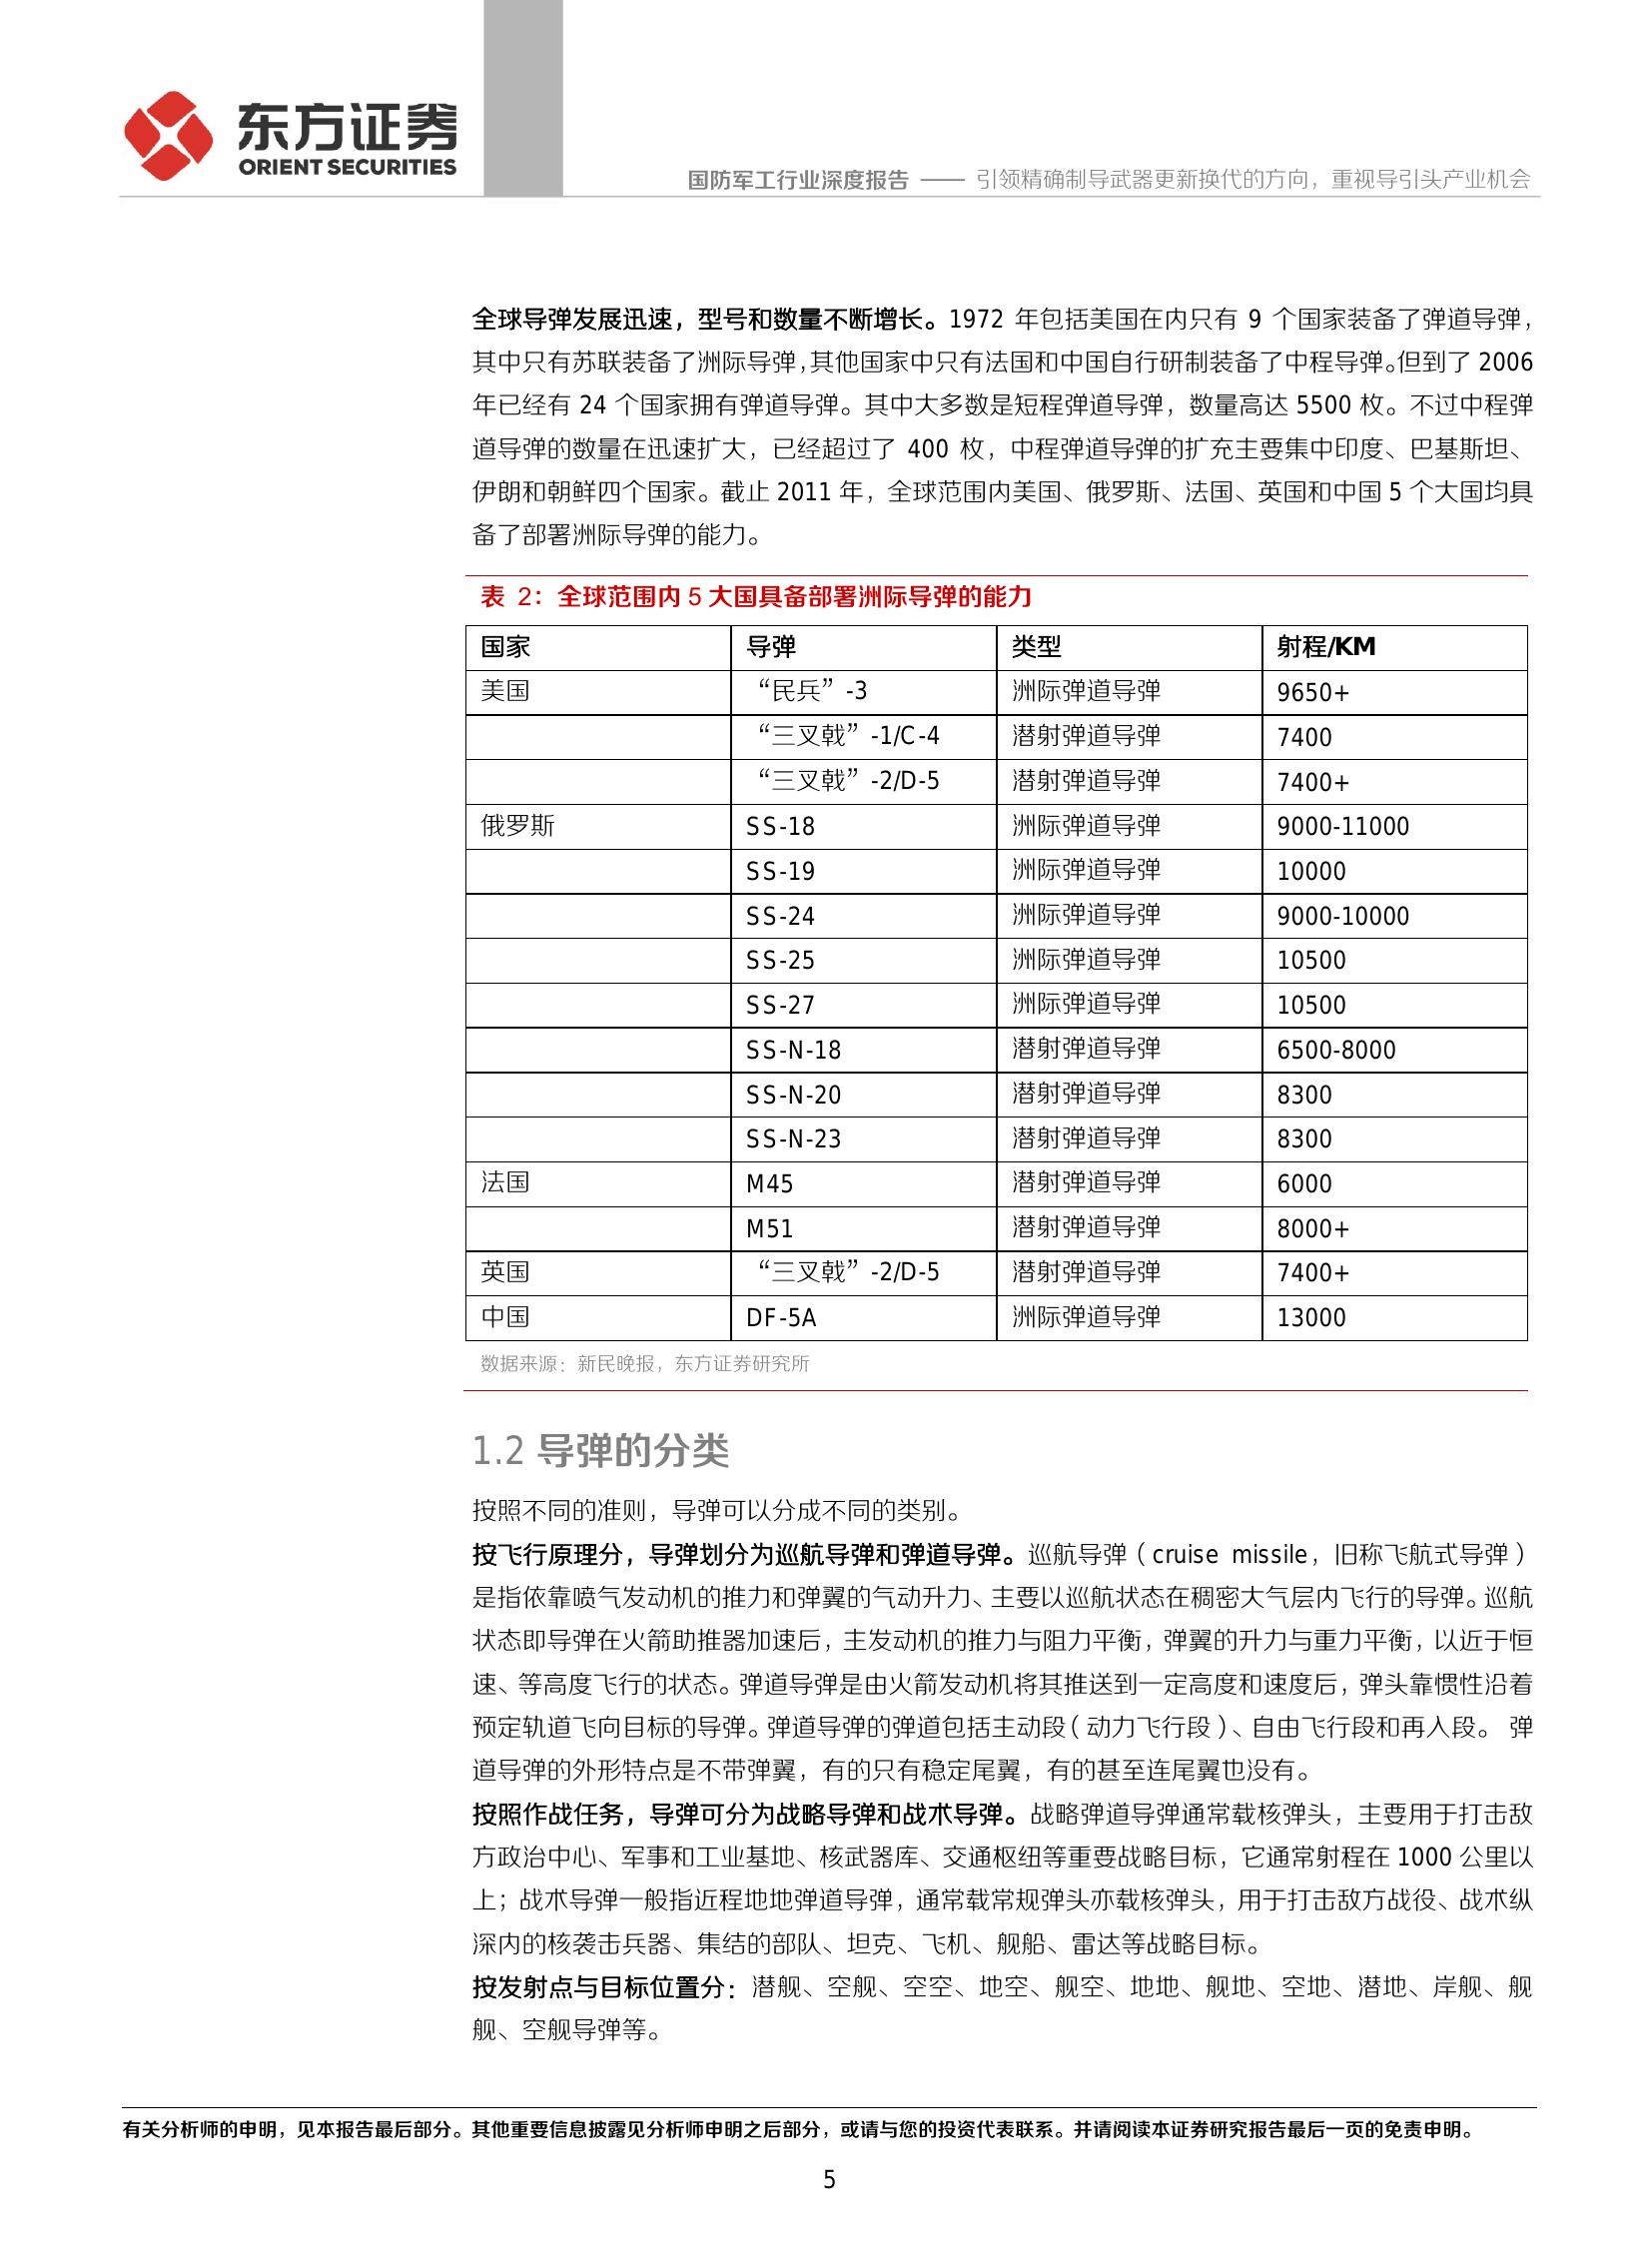 东方证券
ORIENT SECURITIES
国防军工行业深度报告 —— 引领精确制导武器更新换代的方向，重视导引头产业机会
全球导弹发展迅速，型号和数量不断增长。1972 年包括美国在内只有 9 个国家装备了弹道导弹，
其中只有苏联装备了洲际导弹，其他国家中只有法国和中国自行研制装备了中程导弹。但到了 2006
年已经有 24 个国家拥有弹道导弹。其中大多数是短程弹道导弹，数量高达 5500 枚。不过中程弹
道导弹的数量在迅速扩大，已经超过了 400 枚，中程弹道导弹的扩充主要集中印度、巴基斯坦、
伊朗和朝鲜四个国家。截止 2011 年，全球范围内美国、俄罗斯、法国、英国和中国 5 个大国均具
备了部署洲际导弹的能力。
表 2：全球范围内 5 大国具备部署洲际导弹的能力
国家 导弹 类型 射程/KM
美国 “民兵”-3 洲际弹道导弹 9650+
“三叉戟”-1/C-4 潜射弹道导弹 7400
“三叉戟”-2/D-5 潜射弹道导弹 7400+
俄罗斯 SS-18 洲际弹道导弹 9000-11000
SS-19 洲际弹道导弹 10000
SS-24 洲际弹道导弹 9000-10000
SS-25 洲际弹道导弹 10500
SS-27 洲际弹道导弹 10500
SS-N-18 潜射弹道导弹 6500-8000
SS-N-20 潜射弹道导弹 8300
SS-N-23 潜射弹道导弹 8300
法国 M45 潜射弹道导弹 6000
M51 潜射弹道导弹 8000+
英国 “三叉戟”-2/D-5 潜射弹道导弹 7400+
中国 DF-5A 洲际弹道导弹 13000
数据来源：新民晚报，东方证券研究所
1.2 导弹的分类
按照不同的准则，导弹可以分成不同的类别。
按飞行原理分，导弹划分为巡航导弹和弹道导弹。巡航导弹（cruise missile，旧称飞航式导弹）
是指依靠喷气发动机的推力和弹翼的气动升力、主要以巡航状态在稠密大气层内飞行的导弹。巡航
状态即导弹在火箭助推器加速后，主发动机的推力与阻力平衡，弹翼的升力与重力平衡，以近于恒
速、等高度飞行的状态。弹道导弹是由火箭发动机将其推送到一定高度和速度后，弹头靠惯性沿着
预定轨道飞向目标的导弹。弹道导弹的弹道包括主动段（动力飞行段）、自由飞行段和再入段。 弹
道导弹的外形特点是不带弹翼，有的只有稳定尾翼，有的甚至连尾翼也没有。
按照作战任务，导弹可分为战略导弹和战术导弹。战略弹道导弹通常载核弹头，主要用于打击敌
方政治中心、军事和工业基地、核武器库、交通枢纽等重要战略目标，它通常射程在 1000 公里以
上；战术导弹一般指近程地地弹道导弹，通常载常规弹头亦载核弹头，用于打击敌方战役、战术纵
深内的核袭击兵器、集结的部队、坦克、飞机、舰船、雷达等战略目标。
按发射点与目标位置分：潜舰、空舰、空空、地空、舰空、地地、舰地、空地、潜地、岸舰、舰
舰、空舰导弹等。
有关分析师的申明，见本报告最后部分。其他重要信息披露见分析师申明之后部分，或请与您的投资代表联系。并请阅读本证券研究报告最后一页的免责申明。
5